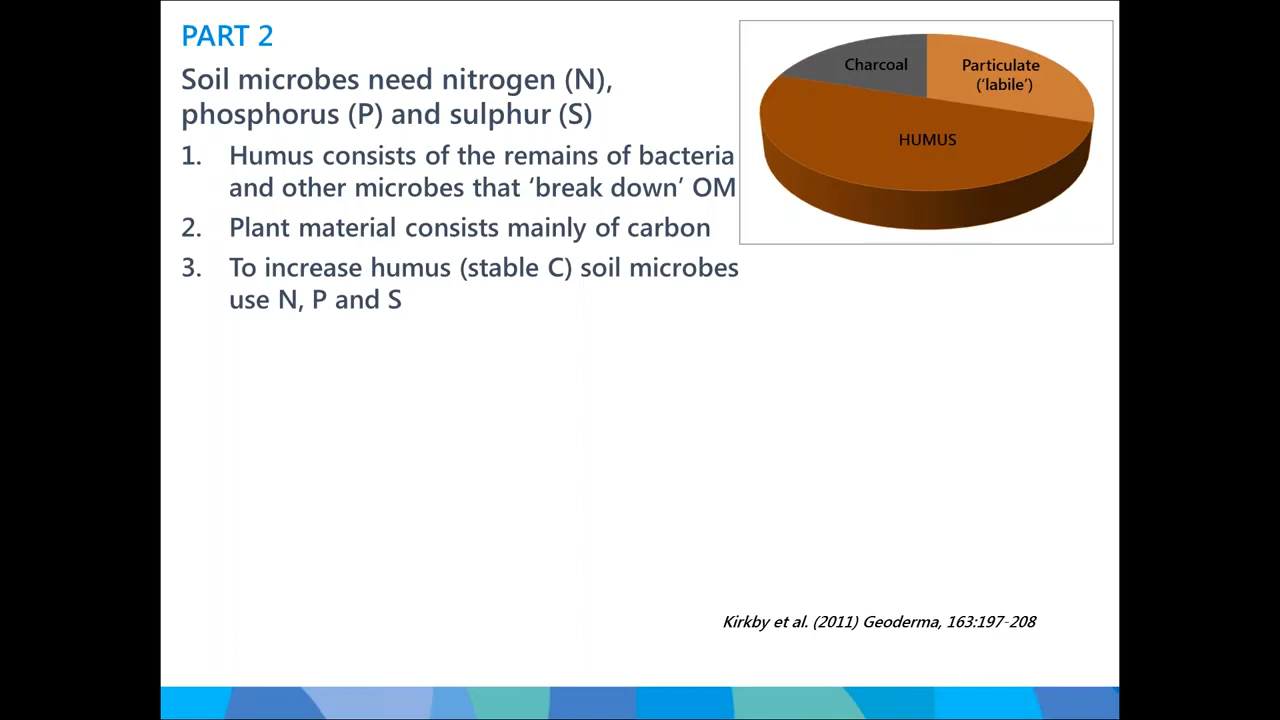 PART 2
Soil microbes need nitrogen (N),
phosphorus (P) and sulphur (S)
1. Humus consists of the remains of bacteria
and other microbes that ‘break down’ OM
2. Plant material consists mainly of carbon
3. To increase humus (stable C) soil microbes
use N, P and S
Charcoal
Particulate
(‘labile’)
HUMUS
Kirkby et al. (2011) Geoderma, 163:197-208